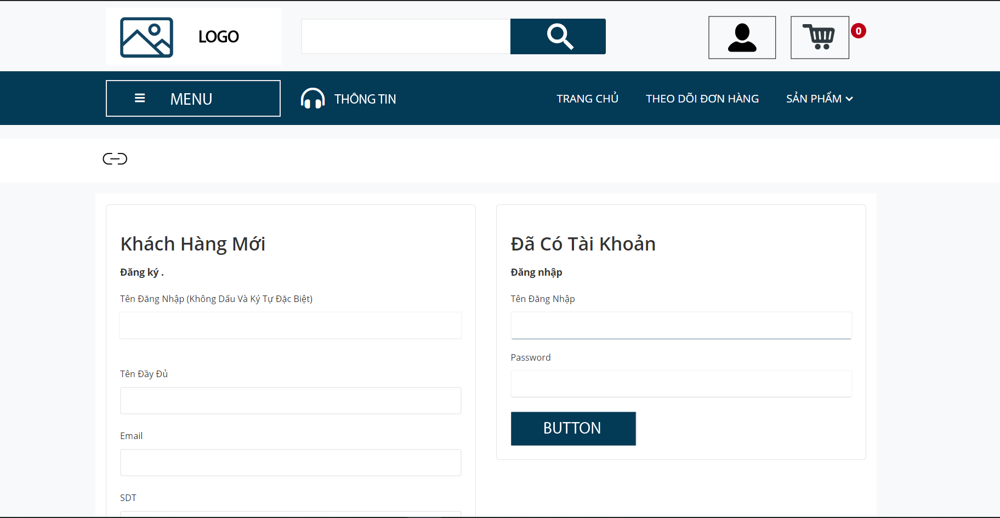 LOGO
0
MENU
THÔNG TIN
TRANG CHỦ
THEO DÕI ĐƠN HÀNG
SẢN PHẨM
Khách Hàng Mới
Đăng ký .
Tên Đăng Nhập (Không Dấu Và Ký Tự Đặc Biệt)
Tên Đầy Đủ
Email
SDT
Đã Có Tài Khoản
Đăng nhập
Tên Đăng Nhập
Password
BUTTON